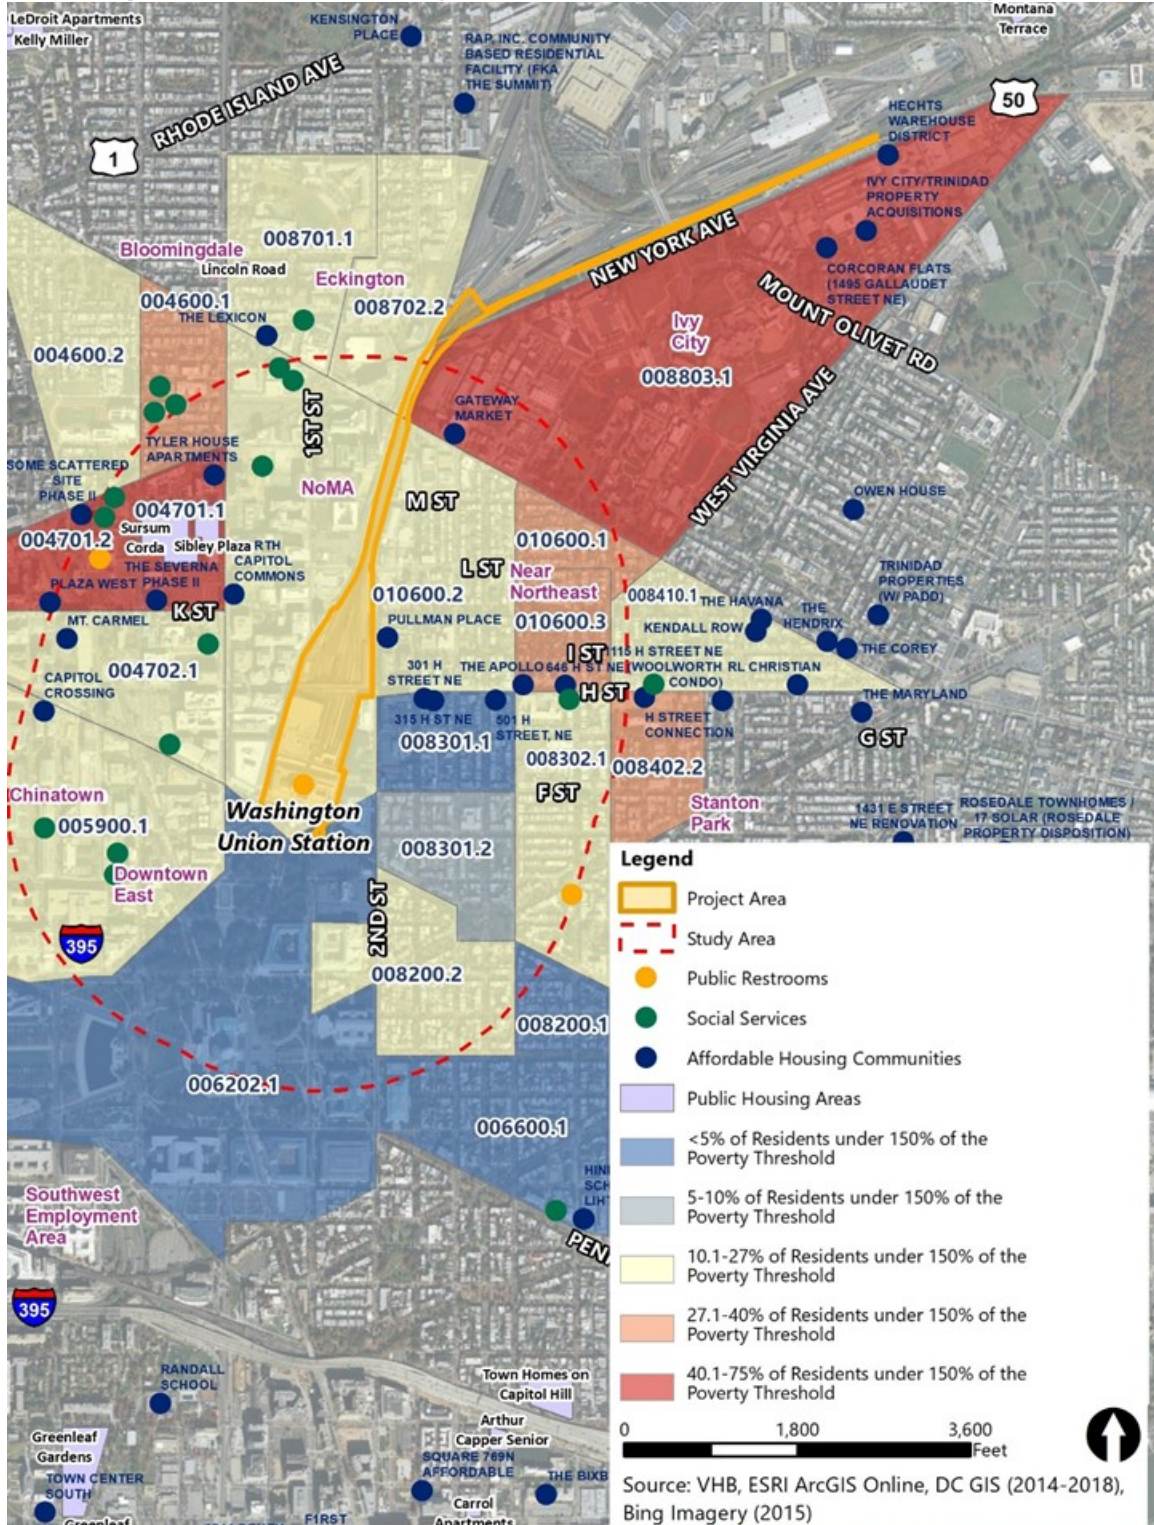 LeDroit Apartments
Kelly Miller
KENSINGTON
PLACE
RAP, INC. COMMUNITY
BASED RESIDENTIAL
FACILITY (FKA
THE SUMMIT)
Montana
Terrace
RHODE ISLAND AVE
1
50
HECHTS
WAREHOUSE
DISTRICT
IVY CITY/TRINIDAD
PROPERTY
ACQUISITIONS
Bloomingdale
008701.1
Lincoln Road
Eckington
NEW YORK AVE
CORCORAN FLATS
(1495 GALLAUDET
STREET NE)
004600.1
THE LEXICON
008702.2
MOUNT OLIVET RD
Ivy
City
004600.2
008803.1
1ST ST
GATEWAY
MARKET
WEST VIRGINIA AVE
TYLER HOUSE
APARTMENTS
SOME SCATTERED
SITE
PHASE II
NoMA
M ST
OWEN HOUSE
004701.1
004701.2
Sursum
Corda
Sibley Plaza
RTH
CAPITOL
COMMONS
010600.1
L ST
Near
Northeast
THE SEVERNA
PHASE II
PLAZA WEST
TRINIDAD
PROPERTIES
(W/ PADD)
K ST
010600.2
008410.1
THE HAVANA
THE
HENDRIX
MT. CARMEL
PULLMAN PLACE
010600.3
KENDALL ROW
THE COREY
I ST
1115 H STREET NE
(WOOLWORTH
CONDO)
RL CHRISTIAN
004702.1
CAPITOL
CROSSING
301 H
STREET NE
THE APOLLO
646 H ST NE
H ST
THE MARYLAND
315 H ST NE
501 H
STREET, NE
H STREET
CONNECTION
G ST
008301.1
008302.1
008402.2
Chinatown
F ST
Stanton
Park
Washington
Union Station
005900.1
008301.2
1431 E STREET
NE RENOVATION
ROSEDALE TOWNHOMES /
17 SOLAR (ROSEDALE
PROPERTY DISPOSITION)
Downtown
East
2ND ST
395
008200.2
008200.1
006202.1
006600.1
Southwest
Employment
Area
395
HIN
SCH
LIHT
PENN
RANDALL
SCHOOL
Town Homes on
Capitol Hill
Greenleaf
Gardens
Arthur
Capper Senior
TOWN CENTER
SOUTH
SQUARE 769N
AFFORDABLE
THE BIXB
Carrol
Apartments
Greenleaf
F1RST
Legend
Project Area
Study Area
Public Restrooms
Social Services
Affordable Housing Communities
Public Housing Areas
<5% of Residents under 150% of the
Poverty Threshold
5-10% of Residents under 150% of the
Poverty Threshold
10.1-27% of Residents under 150% of the
Poverty Threshold
27.1-40% of Residents under 150% of the
Poverty Threshold
40.1-75% of Residents under 150% of the
Poverty Threshold
0 1,800 3,600
Feet
Source: VHB, ESRI ArcGIS Online, DC GIS (2014-2018),
Bing Imagery (2015)